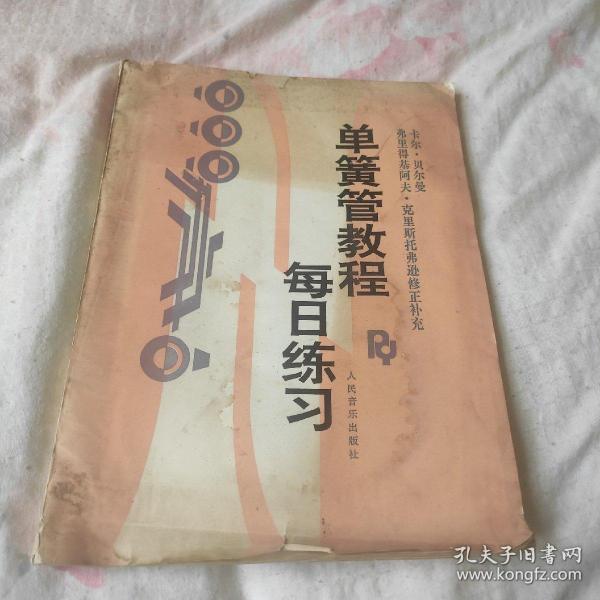 卡尔·贝尔曼
弗里得基阿夫·克里斯托弗逊修正补充
单簧管教程
每日练习
人民音乐出版社
孔夫子旧书网
www.kongfz.com